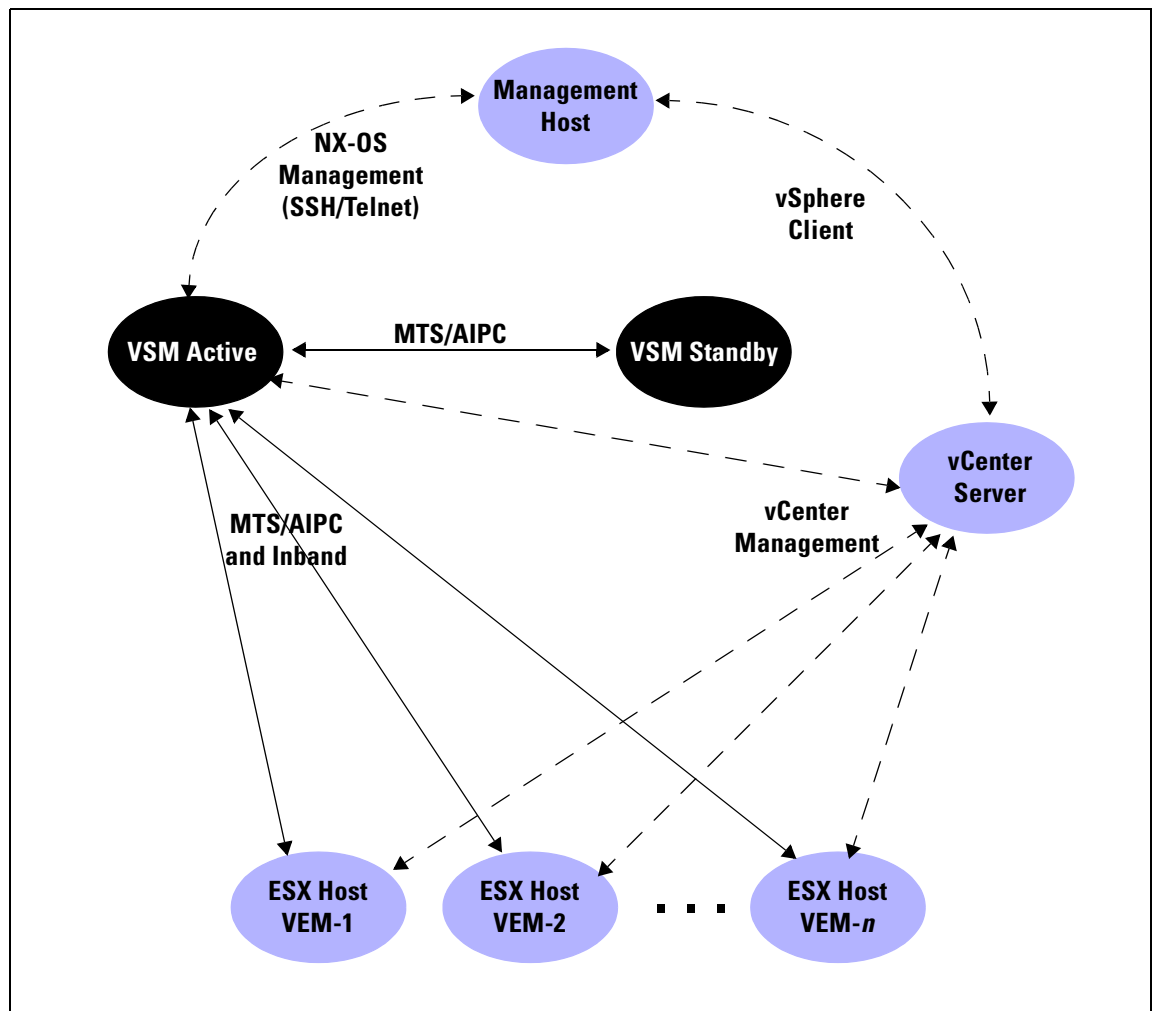 Management
Host
NX-OS
Management
(SSH/Telnet)
vSphere
Client
VSM Active
MTS/AIPC
VSM Standby
vCenter
Server
MTS/AIPC
and Inband
vCenter
Management
ESX Host
VEM-1
ESX Host
VEM-2
. . .
ESX Host
VEM-n